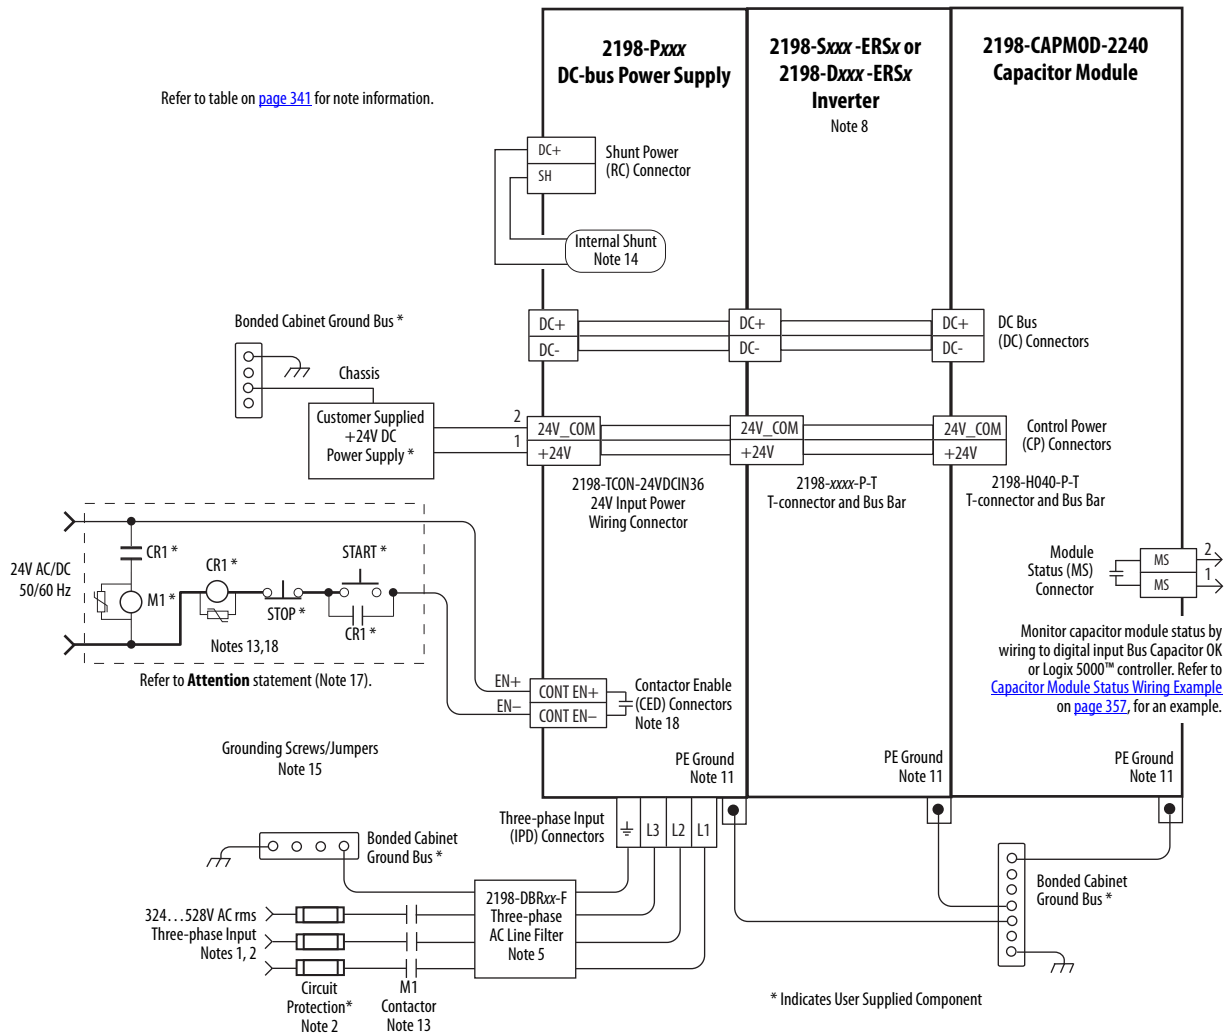 2198-Pxxx
DC-bus Power Supply
2198-Sxxx -ERSx or
2198-Dxxx -ERSx
Inverter
Note 8
2198-CAPMOD-2240
Capacitor Module
Refer to table on page 341 for note information.
DC+
SH
Shunt Power
(RC) Connector
Internal Shunt
Note 14
Bonded Cabinet Ground Bus *
Chassis
DC+
DC-
DC+
DC-
DC+
DC-
DC Bus
(DC) Connectors
Customer Supplied
+24V DC
Power Supply *
2
1
24V_COM
+24V
24V_COM
+24V
24V_COM
+24V
Control Power
(CP) Connectors
2198-TCON-24VDCIN36
24V Input Power
Wiring Connector
2198-xxxx-P-T
T-connector and Bus Bar
2198-H040-P-T
T-connector and Bus Bar
24V AC/DC
50/60 Hz
CR1 *
M1 *
CR1 *
STOP *
START *
CR1 *
Notes 13,18
Refer to Attention statement (Note 17).
Module
Status (MS)
Connector
MS
MS
2
1
Monitor capacitor module status by
wiring to digital input Bus Capacitor OK
or Logix 5000™ controller. Refer to
Capacitor Module Status Wiring Example
on page 357, for an example.
EN+
EN–
CONT EN+
CONT EN–
Contactor Enable
(CED) Connectors
Note 18
Grounding Screws/Jumpers
Note 15
PE Ground
Note 11
PE Ground
Note 11
PE Ground
Note 11
Three-phase Input
(IPD) Connectors
L3
L2
L1
Bonded Cabinet
Ground Bus *
324…528V AC rms
Three-phase Input
Notes 1, 2
2198-DBRxx-F
Three-phase
AC Line Filter
Note 5
Bonded Cabinet
Ground Bus *
Circuit
Protection*
Note 2
M1
Contactor
Note 13
* Indicates User Supplied Component